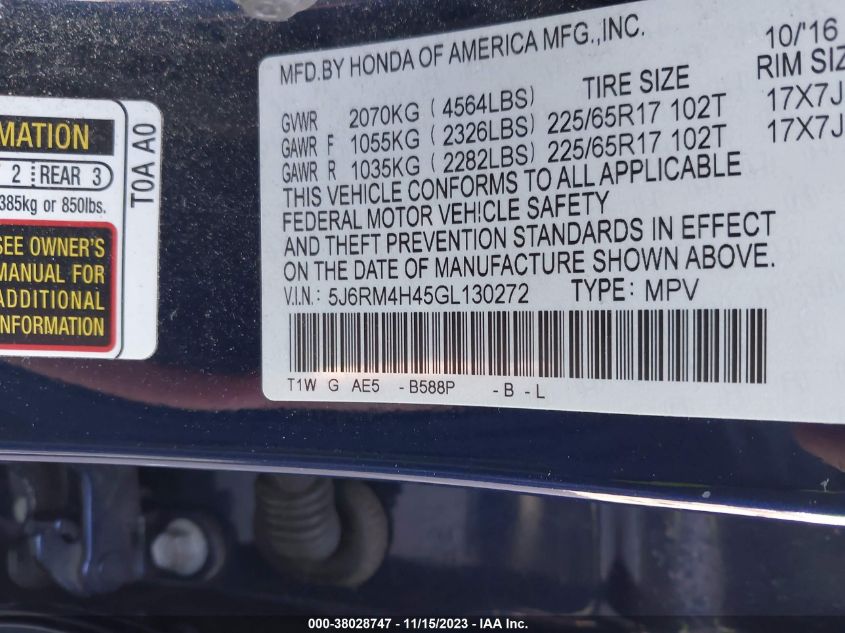 MFD.BY HONDA OF AMERICA MFG.,INC. 10/'16
TIRE SIZE RIM SIZ
GVWR 2070KG (4564LBS)
GAWR F 1055KG (2326LBS) 225/65R17 102T 17X7J
GAWR R 1035KG (2282LBS) 225/65R17 102T 17X7J
THIS VEHICLE CONFORMS TO ALL APPLICABLE
FEDERAL MOTOR VEHICLE SAFETY
AND THEFT PREVENTION STANDARDS IN EFFECT
ON THE DATE OF MANUFACTURE SHOWN ABOVE.
V.I.N.: 5J6RM4H45GL130272 TYPE: MPV
T1W G AE5 -B588P -B -L
MATION
2 REAR 3
385kg or 850lbs.
SEE OWNER'S
MANUAL FOR
ADDITIONAL
INFORMATION
T0A A0
000-38028747 - 11/15/2023 - IAA Inc.